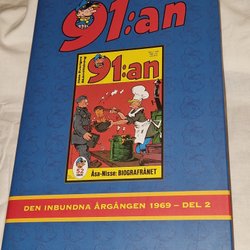 91:an
91:an
Åsa-Nisse: BIOGRAFRÅNET
DEN INBUNDNA ÅRGÅNGEN 1969 – DEL 2